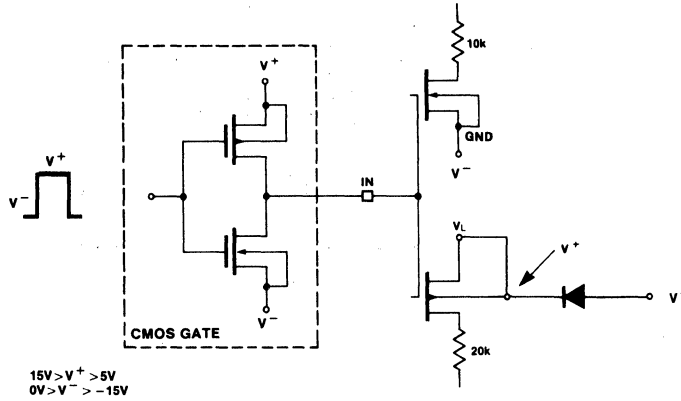 10k
V+
GND
V+
V−
IN
V−
VL
V+
V
V−
CMOS GATE
20k
15V>V+>5V
0V>V−>-15V